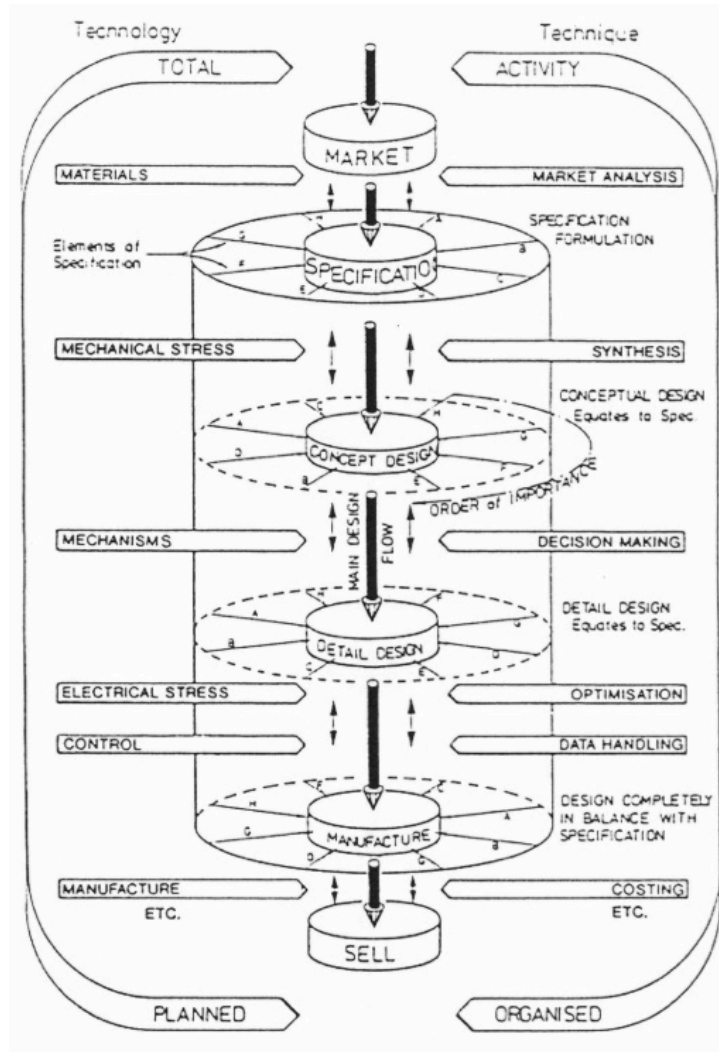 Technology
Technique
TOTAL
ACTIVITY
MARKET
MATERIALS
MARKET ANALYSIS
SPECIFICATION
FORMULATION
Elements of
Specification
H
A
G
B
F
C
E
D
SPECIFICATION
MECHANICAL STRESS
SYNTHESIS
CONCEPTUAL DESIGN
Equates to Spec.
C
H
A
G
D
F
B
E
CONCEPT DESIGN
ORDER of IMPORTANCE
MAIN DESIGN
FLOW
MECHANISMS
DECISION MAKING
DETAIL DESIGN
Equates to Spec.
H
F
A
G
B
D
C
E
DETAIL DESIGN
ELECTRICAL STRESS
OPTIMISATION
CONTROL
DATA HANDLING
DESIGN COMPLETELY
IN BALANCE WITH
SPECIFICATION
F
C
H
A
G
B
D
G
MANUFACTURE
MANUFACTURE
ETC.
COSTING
ETC.
SELL
PLANNED
ORGANISED